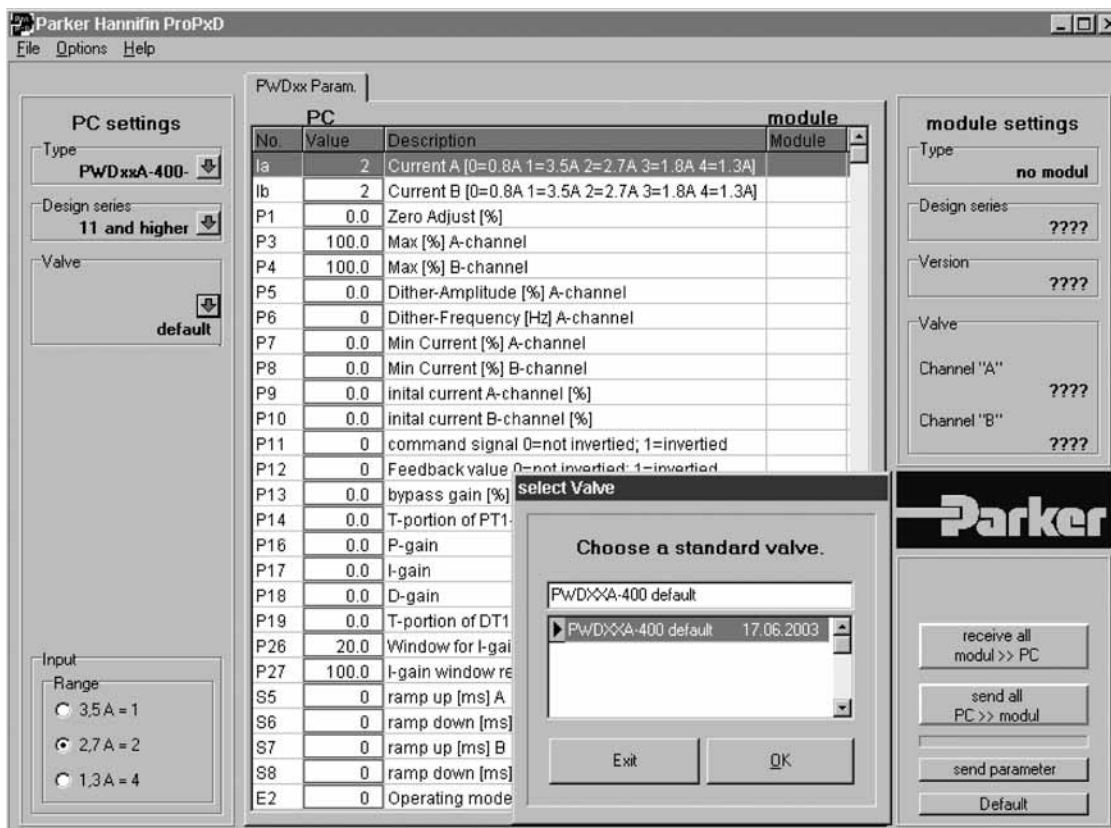 Parker Hannifin ProPxD
File Options Help
PC settings
Type
PWDxxA-400-
Design series
11 and higher
Valve
default
Input
Range
3,5 A = 1
2,7 A = 2
1,3 A = 4
PWDxx Param.
PC module
No. Value Description Module
Ia 2 Current A [0=0.8A 1=3.5A 2=2.7A 3=1.8A 4=1.3A]
Ib 2 Current B [0=0.8A 1=3.5A 2=2.7A 3=1.8A 4=1.3A]
P1 0.0 Zero Adjust [%]
P3 100.0 Max [%] A-channel
P4 100.0 Max [%] B-channel
P5 0.0 Dither-Amplitude [%] A-channel
P6 0 Dither-Frequency [Hz] A-channel
P7 0.0 Min Current [%] A-channel
P8 0.0 Min Current [%] B-channel
P9 0.0 inital current A-channel [%]
P10 0.0 inital current B-channel [%]
P11 0 command signal 0=not invertied; 1=invertied
P12 0 Feedback value 0=not invertied; 1=invertied
P13 0.0 bypass gain [%]
P14 0.0 T-portion of PT1-
P16 0.0 P-gain
P17 0.0 I-gain
P18 0.0 D-gain
P19 0.0 T-portion of DT1
P26 20.0 Window for I-gai
P27 100.0 I-gain window re
S5 0 ramp up [ms] A
S6 0 ramp down [ms]
S7 0 ramp up [ms] B
S8 0 ramp down [ms]
E2 0 Operating mode
select Valve
Choose a standard valve.
PWDXXA-400 default
PWDXXA-400 default 17.06.2003
Exit OK
module settings
Type
no modul
Design series
????
Version
????
Valve
Channel "A"
????
Channel "B"
????
Parker
receive all
modul >> PC
send all
PC >> modul
send parameter
Default